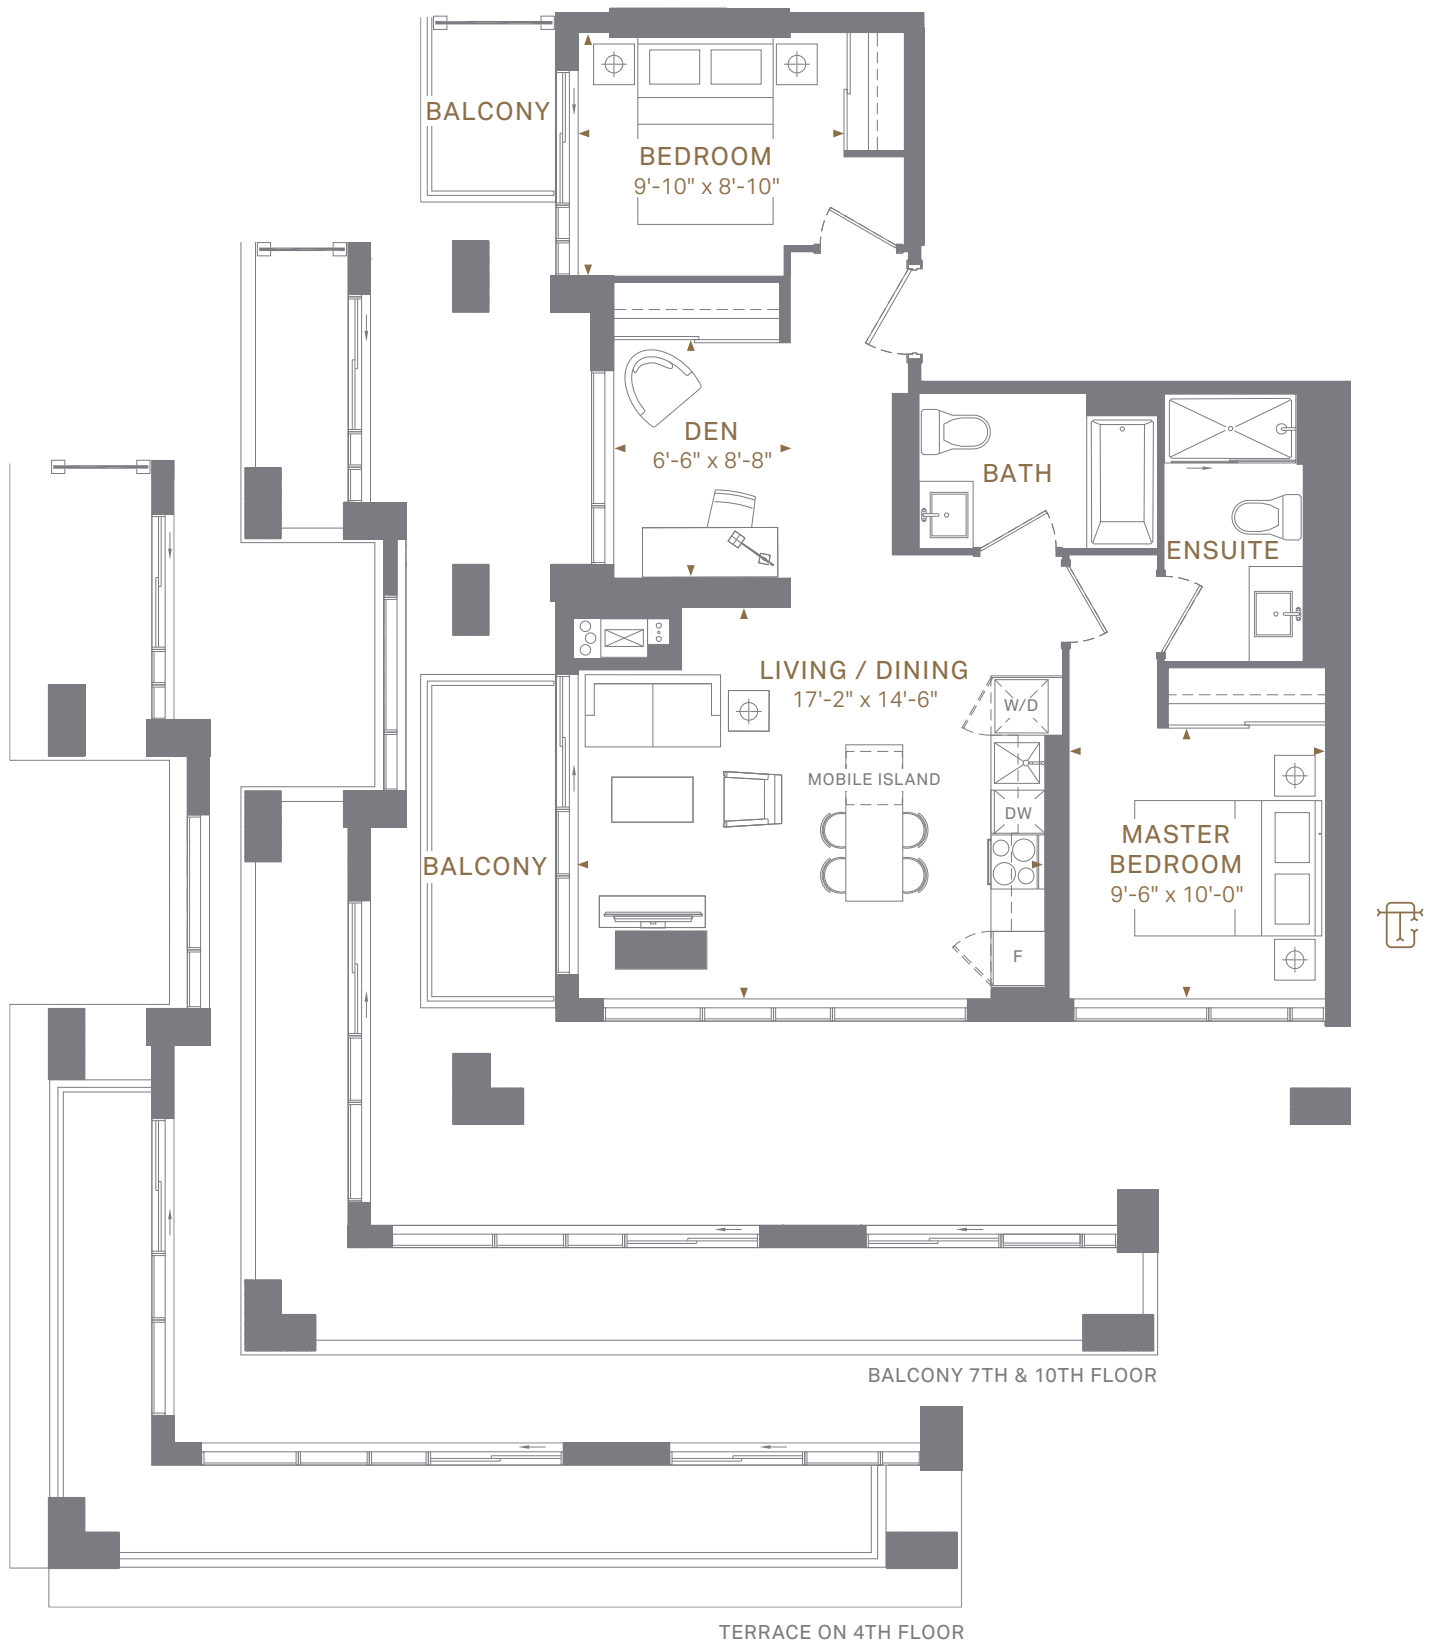 BALCONY
BEDROOM
9'-10" x 8'-10"
DEN
6'-6" x 8'-8"
BATH
ENSUITE
LIVING / DINING
17'-2" x 14'-6"
W/D
MOBILE ISLAND
DW
BALCONY
MASTER
BEDROOM
9'-6" x 10'-0"
F
BALCONY 7TH & 10TH FLOOR
TERRACE ON 4TH FLOOR